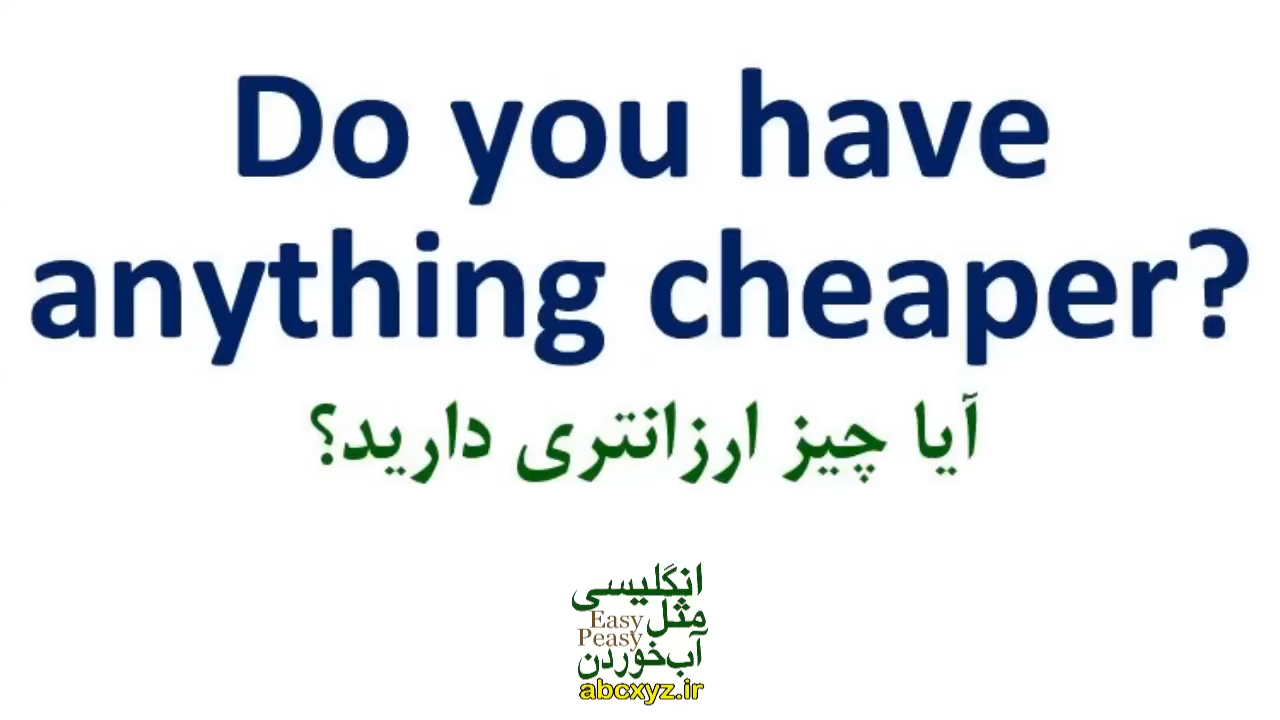 Do you have
anything cheaper?
آیا چیز ارزانتری دارید؟
انگلیسی
مثل
Easy
Peasy
آب‌خوردن
abcxyz.ir